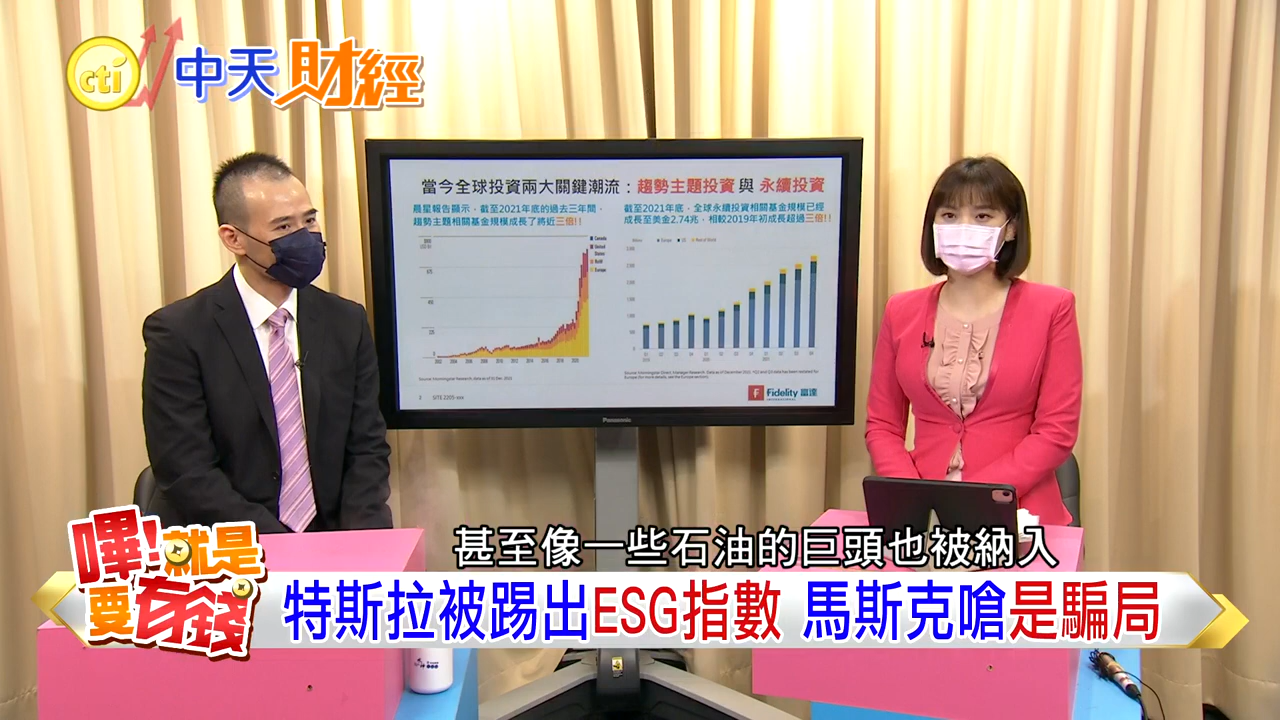 cti 中天財經
當今全球投資兩大關鍵潮流：趨勢主題投資 與 永續投資
晨星報告顯示，截至2021年底的過去三年間，
趨勢主題相關基金規模成長了將近三倍!!
截至2021年底，全球永續投資相關基金規模已經
成長至美金2.74兆，相較2019年初成長超過三倍!!
Fidelity 富達
INTERNATIONAL
Panasonic
甚至像一些石油的巨頭也被納入
嗶!就是
要有錢
特斯拉被踢出ESG指數 馬斯克嗆是騙局